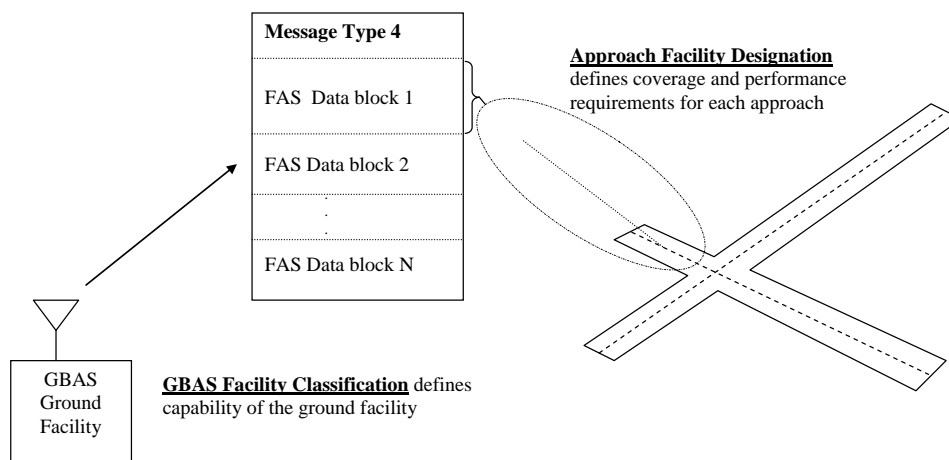 Message Type 4
FAS Data block 1
FAS Data block 2
.
.
.
FAS Data block N
Approach Facility Designation
defines coverage and performance
requirements for each approach
GBAS
Ground
Facility
GBAS Facility Classification defines
capability of the ground facility